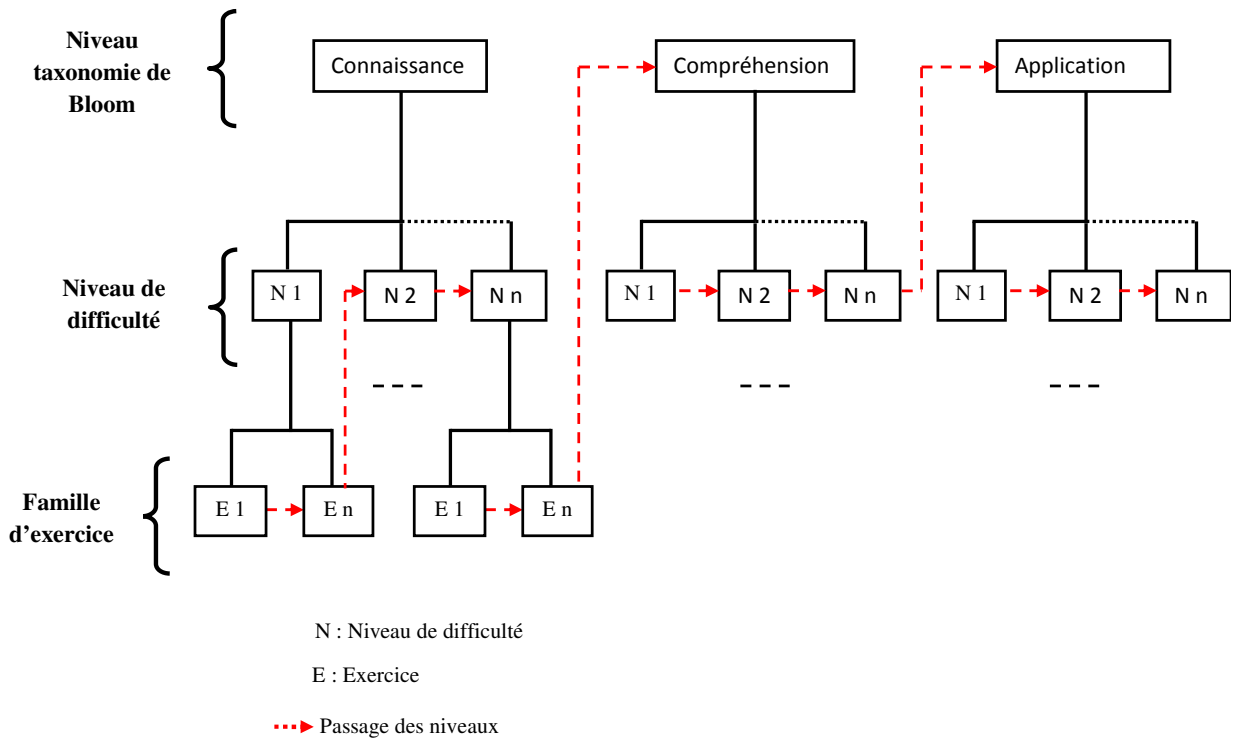 Niveau
taxonomie de
Bloom
Connaissance
Compréhension
Application
Niveau de
difficulté
N 1
N 2
N n
N 1
N 2
N n
N 1
N 2
N n
Famille
d'exercice
E 1
E n
E 1
E n
N : Niveau de difficulté
E : Exercice
Passage des niveaux